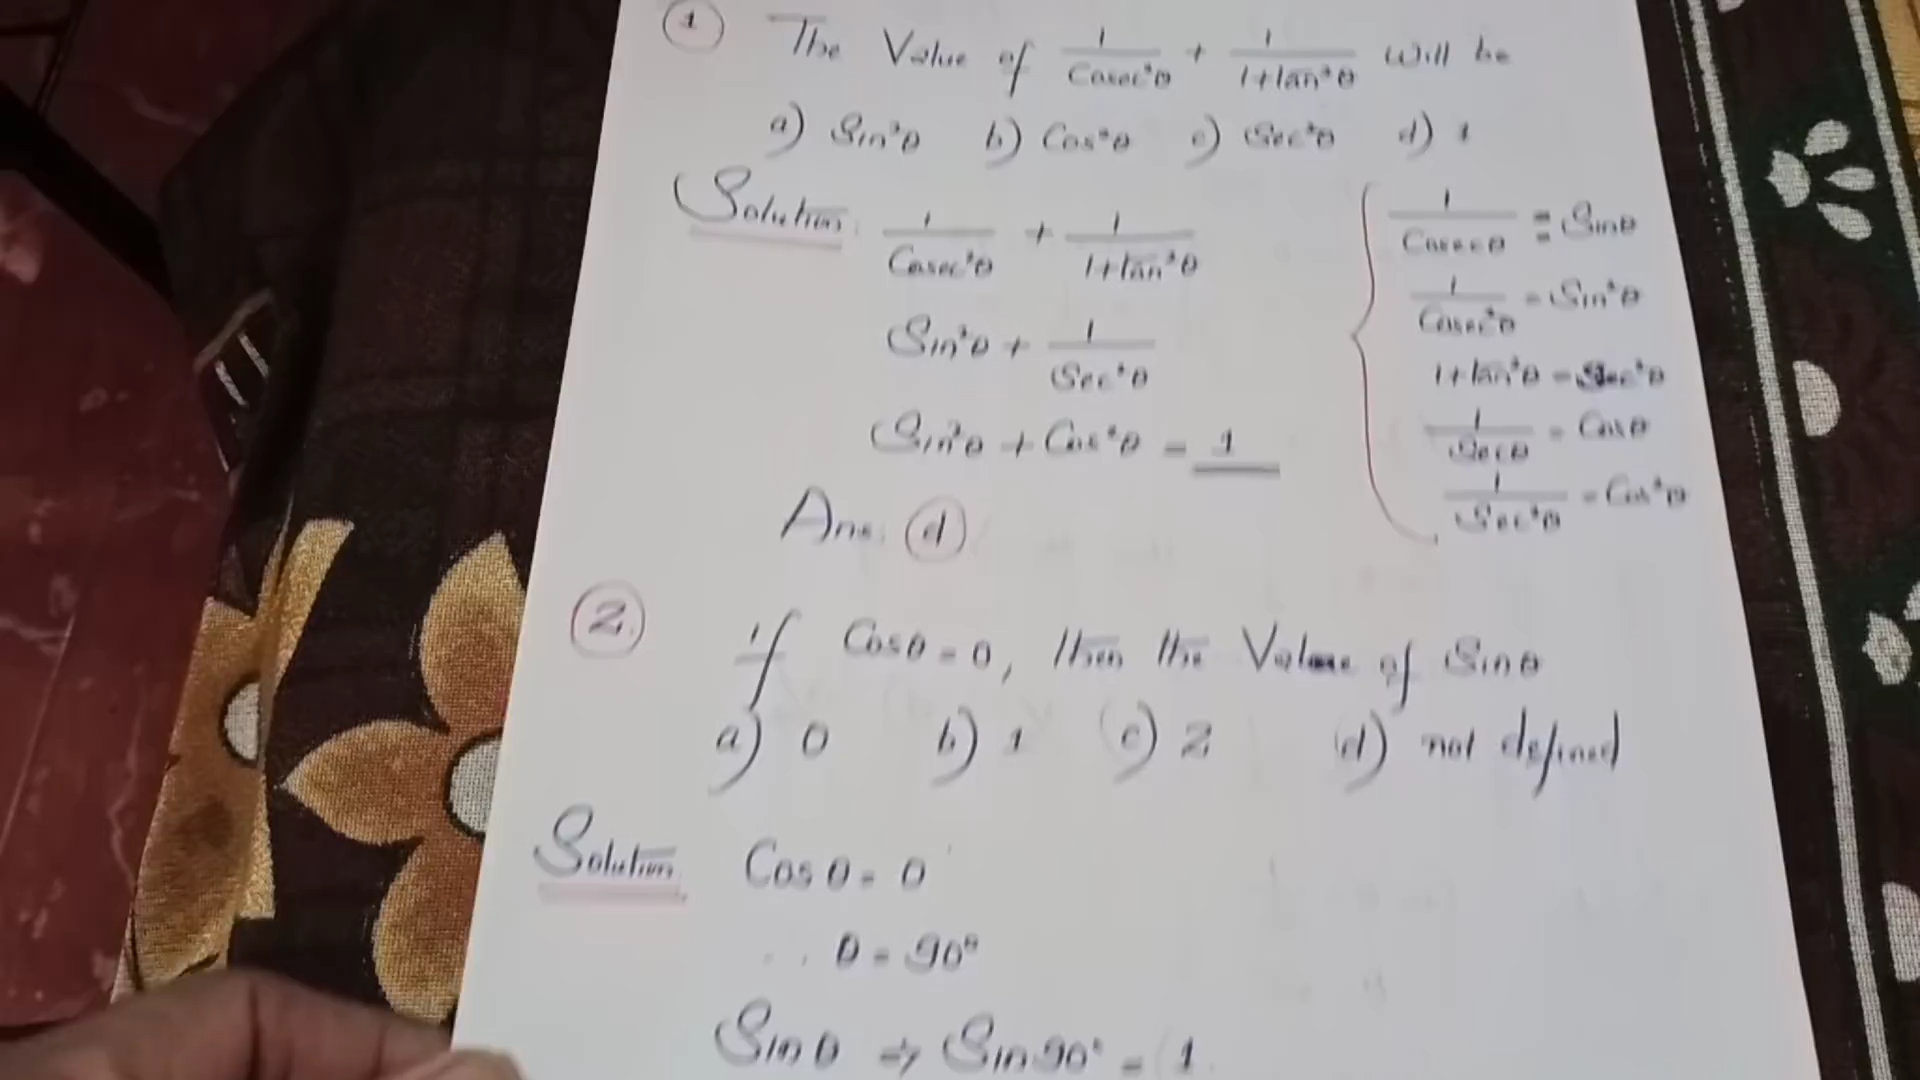 1 The Value of 1/Cosec²θ + 1/1+tan²θ will be
a) Sin²θ b) Cos²θ c) Sec²θ d) 1
Solution: 1/Cosec²θ + 1/1+tan²θ
Sin²θ + 1/Sec²θ
Sin²θ + Cos²θ = 1
Ans. d
1/Cosecθ = Sinθ
1/Cosec²θ = Sin²θ
1+tan²θ = Sec²θ
1/Secθ = Cosθ
1/Sec²θ = Cos²θ
2. if Cosθ = 0, then the Value of Sinθ
a) 0 b) 1 (c) 2 (d) not defined
Solution Cosθ = 0
θ = 90°
Sinθ ⇒ Sin90° = 1